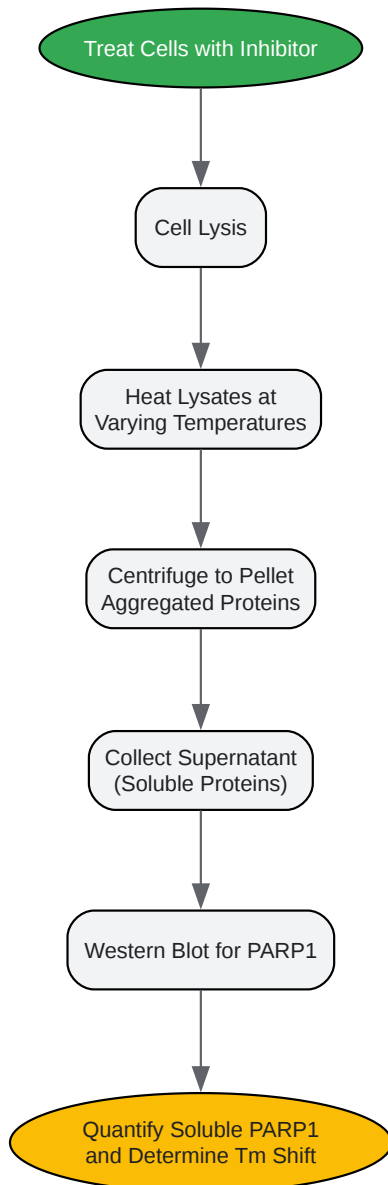 Treat Cells with Inhibitor
Cell Lysis
Heat Lysates at
Varying Temperatures
Centrifuge to Pellet
Aggregated Proteins
Collect Supernatant
(Soluble Proteins)
Western Blot for PARP1
Quantify Soluble PARP1
and Determine Tm Shift